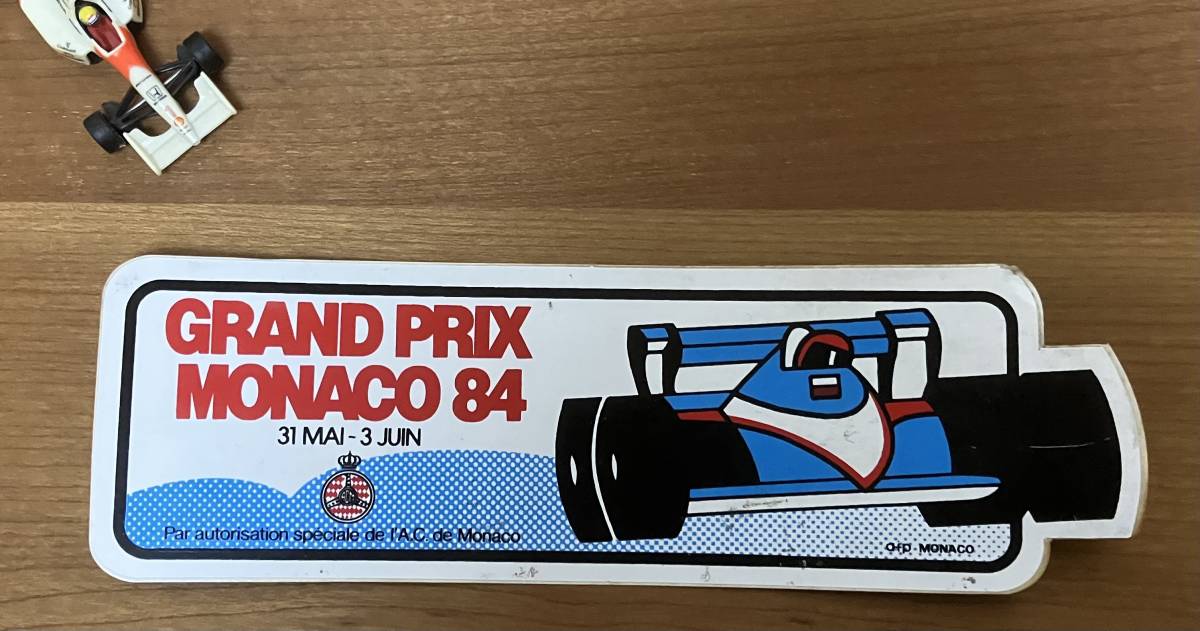 GRAND PRIX
MONACO 84
31 MAI - 3 JUIN
Par autorisation spéciale de l'A.C. de Monaco
a+p - MONACO